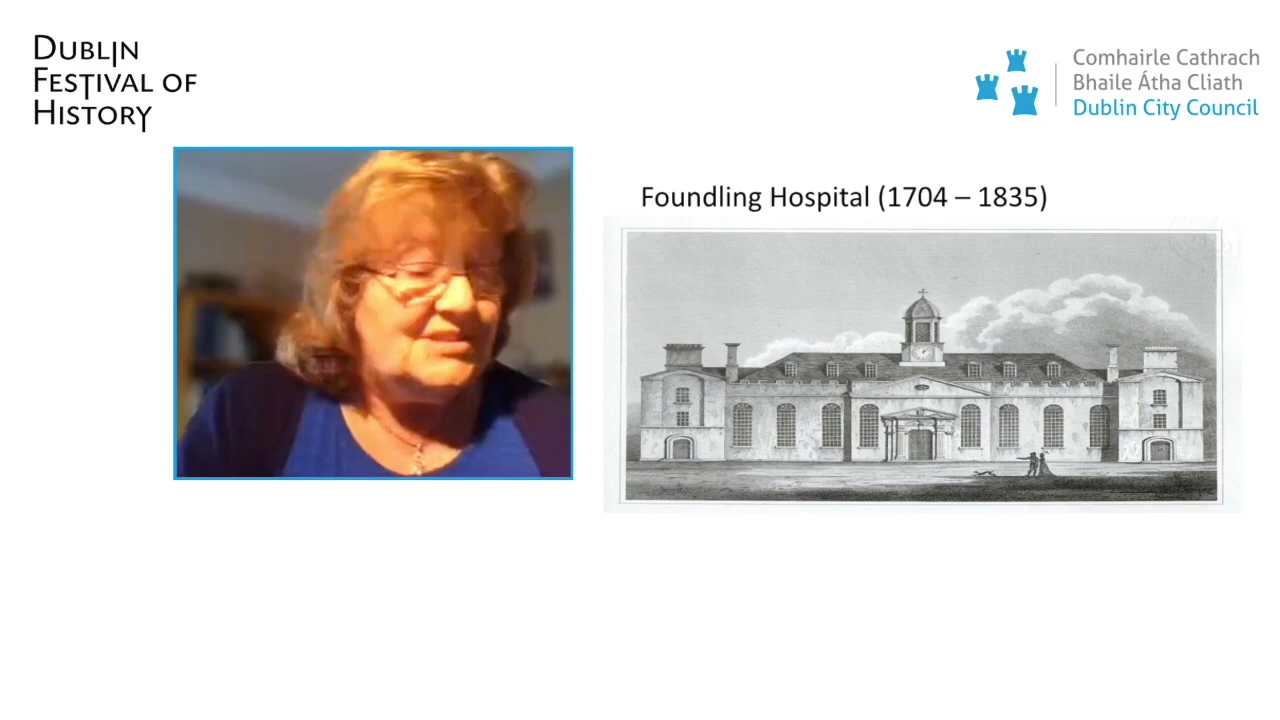 DUBLIN
FESTIVAL OF
HISTORY
Comhairle Cathrach
Bhaile Átha Cliath
Dublin City Council
Foundling Hospital (1704 – 1835)